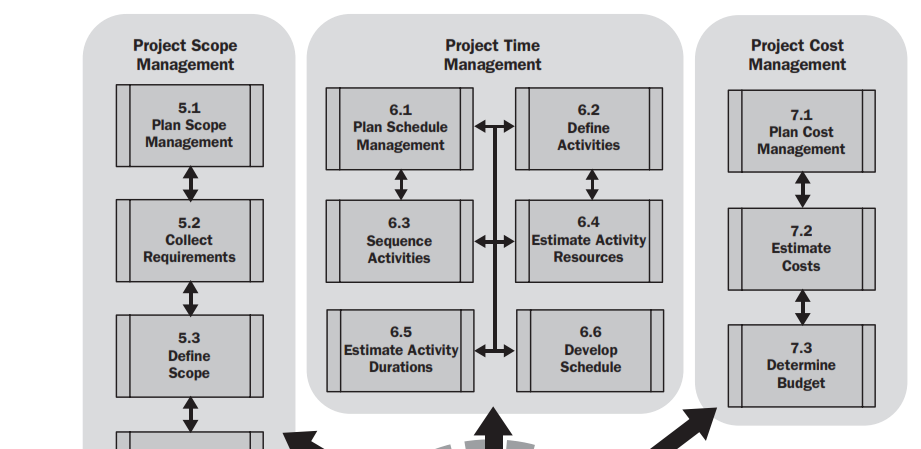 Project Scope
Management
5.1
Plan Scope
Management
5.2
Collect
Requirements
5.3
Define
Scope
Project Time
Management
6.1
Plan Schedule
Management
6.2
Define
Activities
6.3
Sequence
Activities
6.4
Estimate Activity
Resources
6.5
Estimate Activity
Durations
6.6
Develop
Schedule
Project Cost
Management
7.1
Plan Cost
Management
7.2
Estimate
Costs
7.3
Determine
Budget